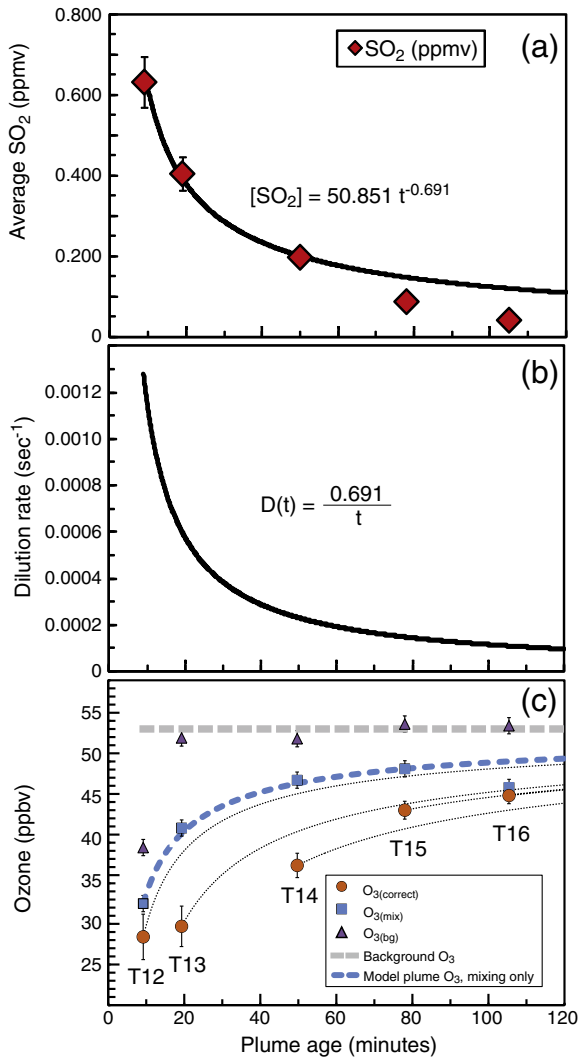 (a)
SO2 (ppmv)
Average SO2 (ppmv)
0.600
0.400
0.200
0
[SO2] = 50.851 t-0.691
(b)
Dilution rate (sec-1)
0.0012
0.0010
0.0008
0.0006
0.0004
0.0002
0
D(t) = 0.691
t
(c)
Ozone (ppbv)
55
50
45
40
35
30
25
T12
T13
T14
T15
T16
O3(correct)
O3(mix)
O3(bg)
Background O3
Model plume O3, mixing only
0 20 40 60 80 100 120
Plume age (minutes)